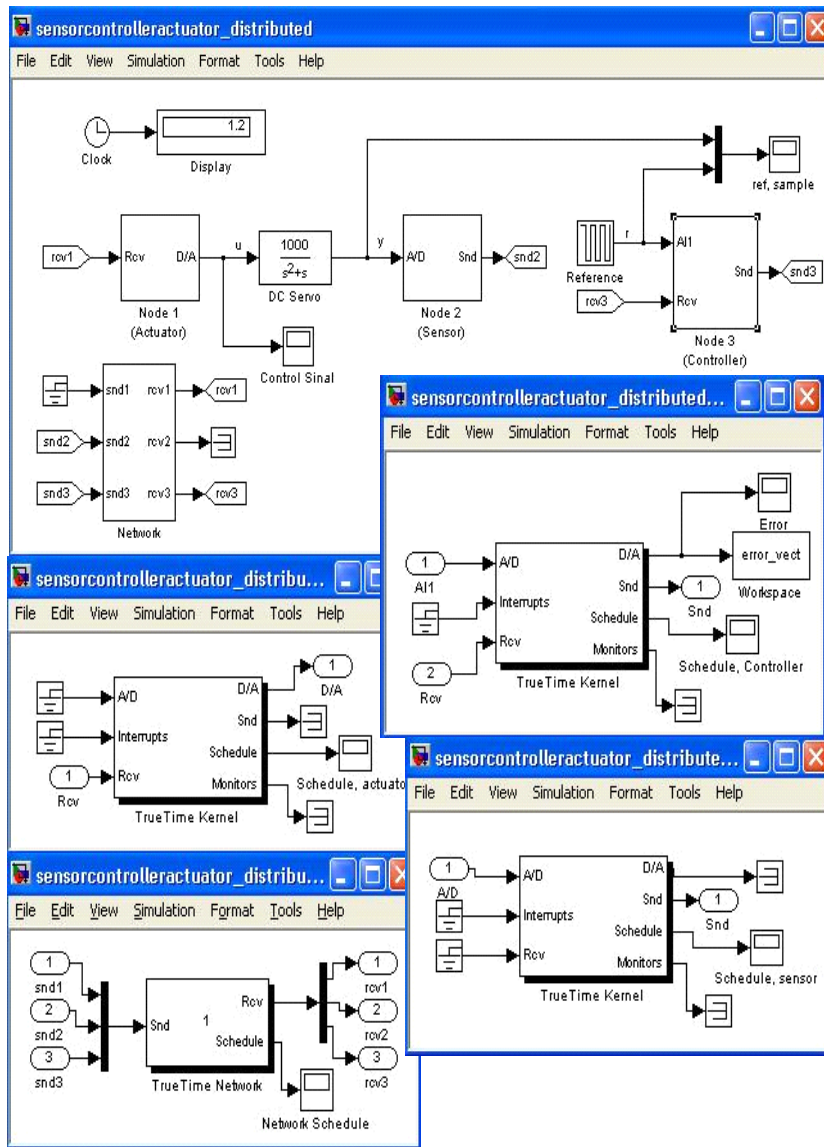 sensorcontrolleractuator_distributed
File Edit View Simulation Format Tools Help
Clock
1.2
Display
ref, sample
rcv1
Rcv D/A
Node 1
(Actuator)
u
1000
s²+s
DC Servo
y
A/D Snd
Node 2
(Sensor)
snd2
Reference
r
rcv3
AI1
Snd
Rcv
Node 3
(Controller)
snd3
Control Sinal
snd1 rcv1
rcv1
snd2
snd2 rcv2
snd3
snd3 rcv3
rcv3
Network
sensorcontrolleractuator_distributed...
File Edit View Simulation Format Tools Help
1
AI1
2
Rcv
A/D
Interrupts
Rcv
D/A
Snd
Schedule
Monitors
TrueTime Kernel
Error
error_vect
Workspace
1
Snd
Schedule, Controller
sensorcontrolleractuator_distribu...
File Edit View Simulation Format Tools Help
1
Rcv
A/D
Interrupts
Rcv
D/A
Snd
Schedule
Monitors
TrueTime Kernel
1
D/A
Schedule, actuato
sensorcontrolleractuator_distribute...
File Edit View Simulation Format Tools Help
1
A/D
A/D
Interrupts
Rcv
D/A
Snd
Schedule
Monitors
TrueTime Kernel
1
Snd
Schedule, sensor
sensorcontrolleractuator_distribu...
File Edit View Simulation Format Tools Help
1
snd1
2
snd2
3
snd3
Snd
1
Rcv
Schedule
TrueTime Network
1
rcv1
2
rcv2
3
rcv3
Network Schedule